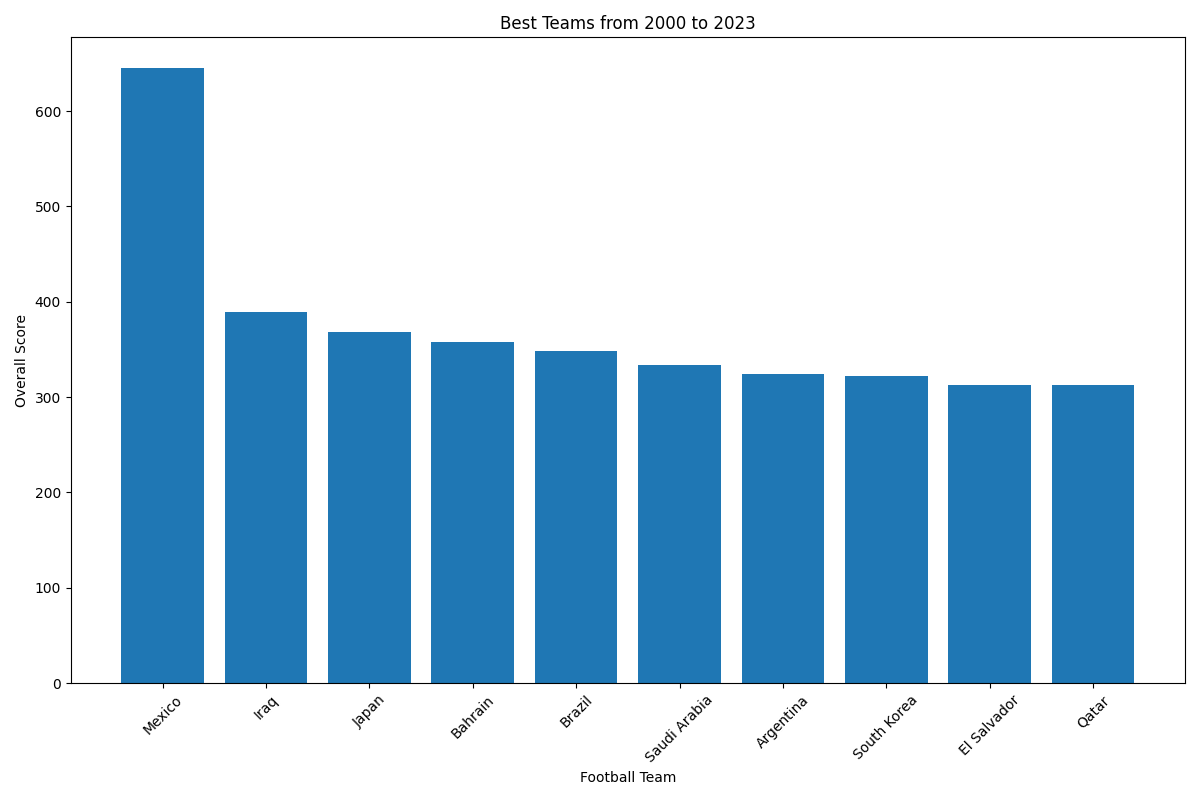 Best Teams from 2000 to 2023
Overall Score
600
500
400
300
200
100
0
Mexico
Iraq
Japan
Bahrain
Brazil
Saudi Arabia
Argentina
South Korea
El Salvador
Qatar
Football Team